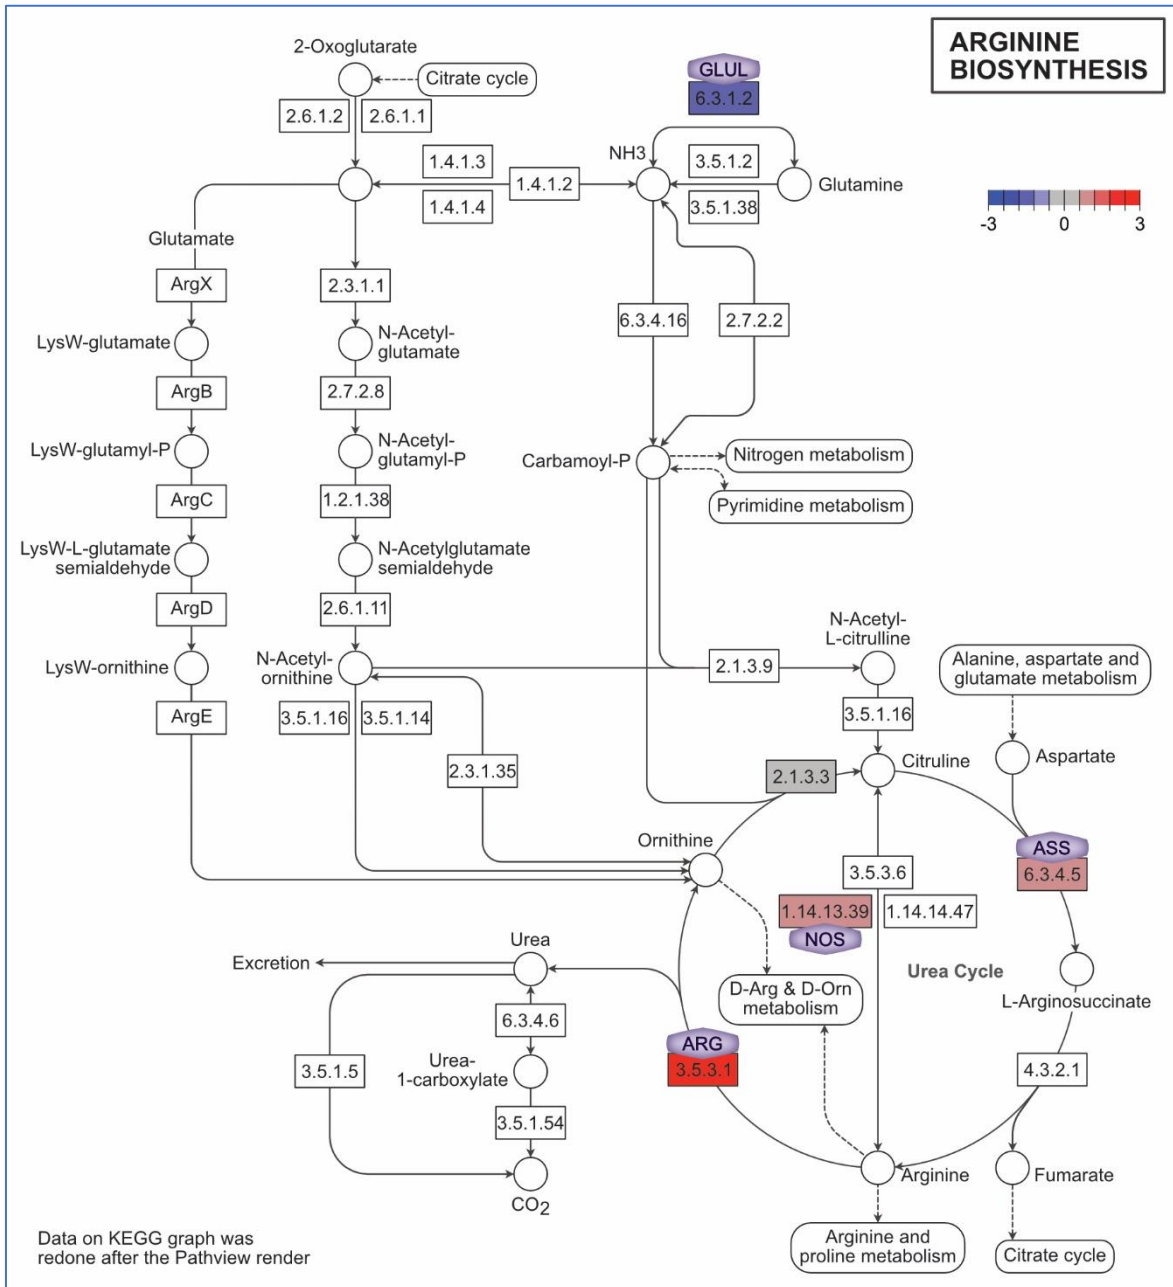 ARGININE
BIOSYNTHESIS
2-Oxoglutarate
Citrate cycle
2.6.1.2
2.6.1.1
GLUL
6.3.1.2
1.4.1.3
1.4.1.2
1.4.1.4
NH3
3.5.1.2
3.5.1.38
Glutamine
-3
0
3
Glutamate
ArgX
2.3.1.1
6.3.4.16
2.7.2.2
LysW-glutamate
N-Acetyl-
glutamate
ArgB
2.7.2.8
LysW-glutamyl-P
N-Acetyl-
glutamyl-P
Carbamoyl-P
Nitrogen metabolism
Pyrimidine metabolism
ArgC
1.2.1.38
LysW-L-glutamate
semialdehyde
N-Acetylglutamate
semialdehyde
ArgD
2.6.1.11
LysW-ornithine
N-Acetyl-
ornithine
2.1.3.9
N-Acetyl-
L-citrulline
Alanine, aspartate and
glutamate metabolism
ArgE
3.5.1.16
3.5.1.14
3.5.1.16
2.3.1.35
2.1.3.3
Citruline
Aspartate
Ornithine
3.5.3.6
ASS
6.3.4.5
1.14.13.39
1.14.14.47
NOS
Urea Cycle
Urea
Excretion
D-Arg & D-Orn
metabolism
L-Arginosuccinate
6.3.4.6
ARG
3.5.3.1
3.5.1.5
Urea-
1-carboxylate
4.3.2.1
3.5.1.54
CO2
Arginine
Fumarate
Arginine and
proline metabolism
Citrate cycle
Data on KEGG graph was
redone after the Pathview render